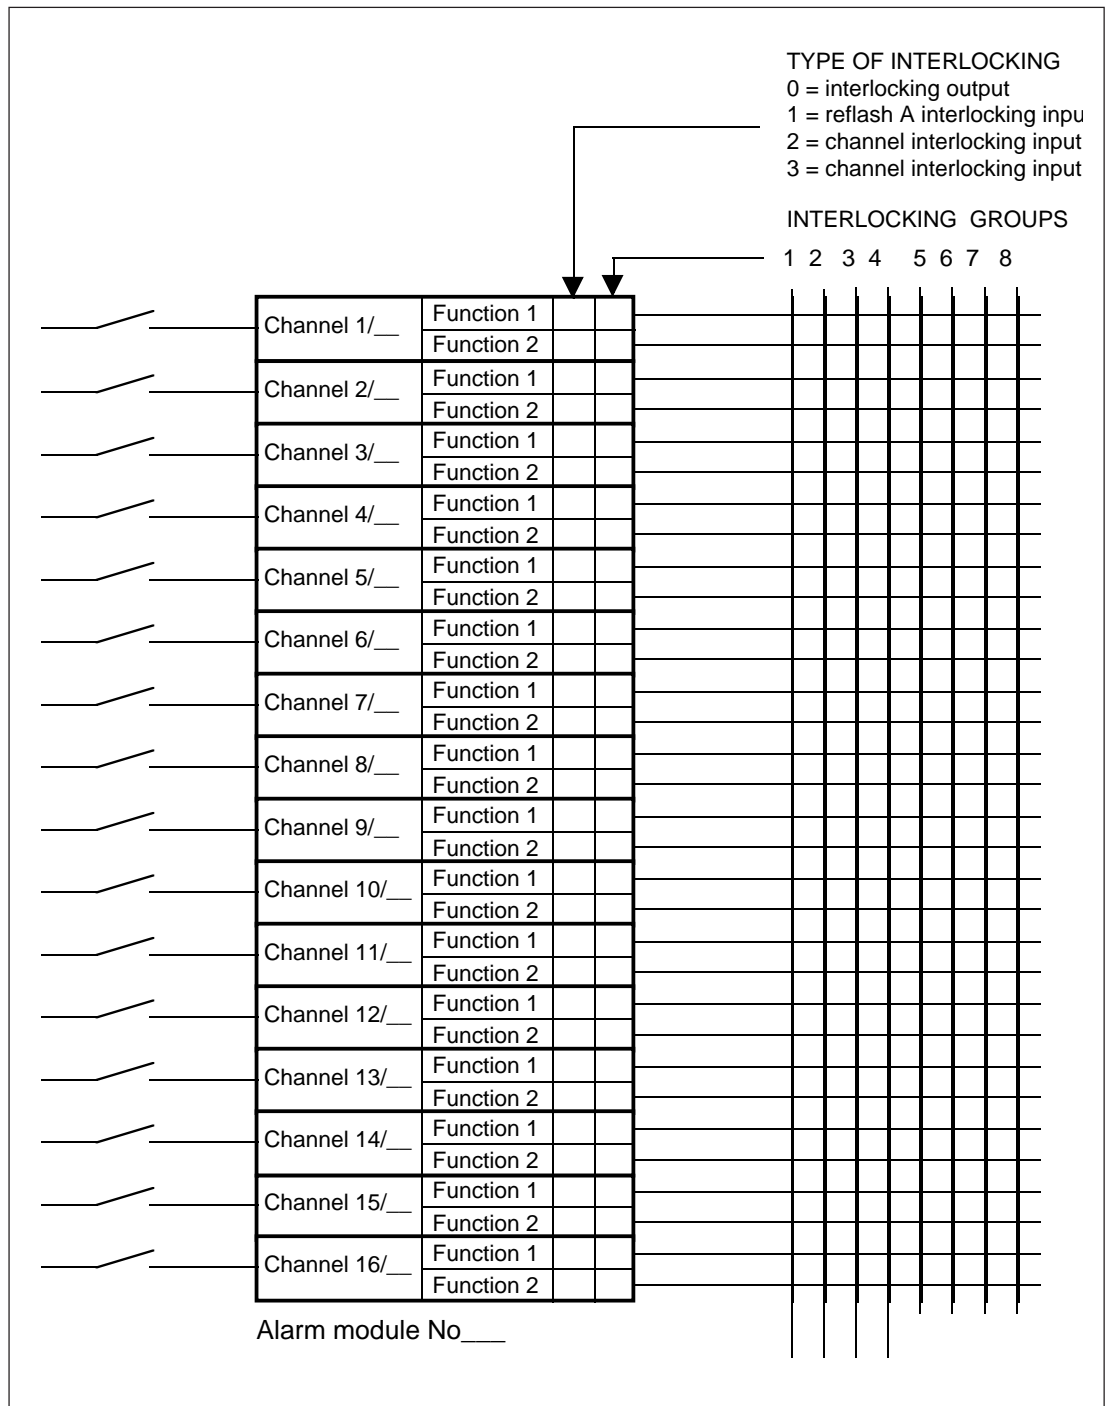 TYPE OF INTERLOCKING
0 = interlocking output
1 = reflash A interlocking inpu
2 = channel interlocking input
3 = channel interlocking input
INTERLOCKING GROUPS
1 2 3 4 5 6 7 8
Channel 1/__ Function 1
Function 2
Channel 2/__ Function 1
Function 2
Channel 3/__ Function 1
Function 2
Channel 4/__ Function 1
Function 2
Channel 5/__ Function 1
Function 2
Channel 6/__ Function 1
Function 2
Channel 7/__ Function 1
Function 2
Channel 8/__ Function 1
Function 2
Channel 9/__ Function 1
Function 2
Channel 10/__ Function 1
Function 2
Channel 11/__ Function 1
Function 2
Channel 12/__ Function 1
Function 2
Channel 13/__ Function 1
Function 2
Channel 14/__ Function 1
Function 2
Channel 15/__ Function 1
Function 2
Channel 16/__ Function 1
Function 2
Alarm module No___